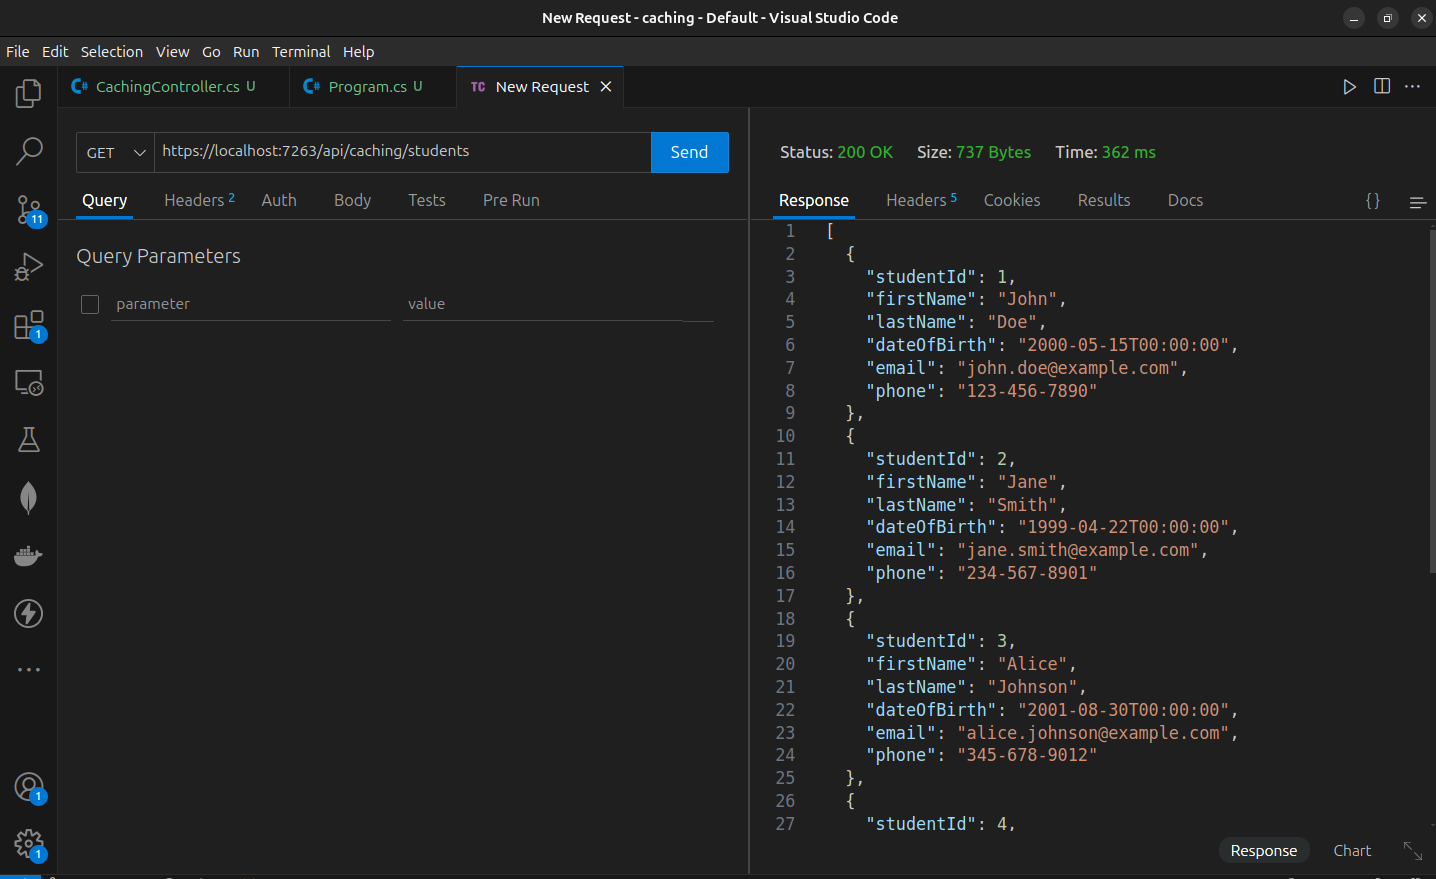 New Request - caching - Default - Visual Studio Code
File Edit Selection View Go Run Terminal Help
CachingController.cs U
Program.cs U
TC New Request
GET https://localhost:7263/api/caching/students Send
Status: 200 OK Size: 737 Bytes Time: 362 ms
Query Headers 2 Auth Body Tests Pre Run
Response Headers 5 Cookies Results Docs {}
Query Parameters
parameter value
11
1
1
1
1 [
2 {
3 "studentId": 1,
4 "firstName": "John",
5 "lastName": "Doe",
6 "dateOfBirth": "2000-05-15T00:00:00",
7 "email": "john.doe@example.com",
8 "phone": "123-456-7890"
9 },
10 {
11 "studentId": 2,
12 "firstName": "Jane",
13 "lastName": "Smith",
14 "dateOfBirth": "1999-04-22T00:00:00",
15 "email": "jane.smith@example.com",
16 "phone": "234-567-8901"
17 },
18 {
19 "studentId": 3,
20 "firstName": "Alice",
21 "lastName": "Johnson",
22 "dateOfBirth": "2001-08-30T00:00:00",
23 "email": "alice.johnson@example.com",
24 "phone": "345-678-9012"
25 },
26 {
27 "studentId": 4,
Response Chart